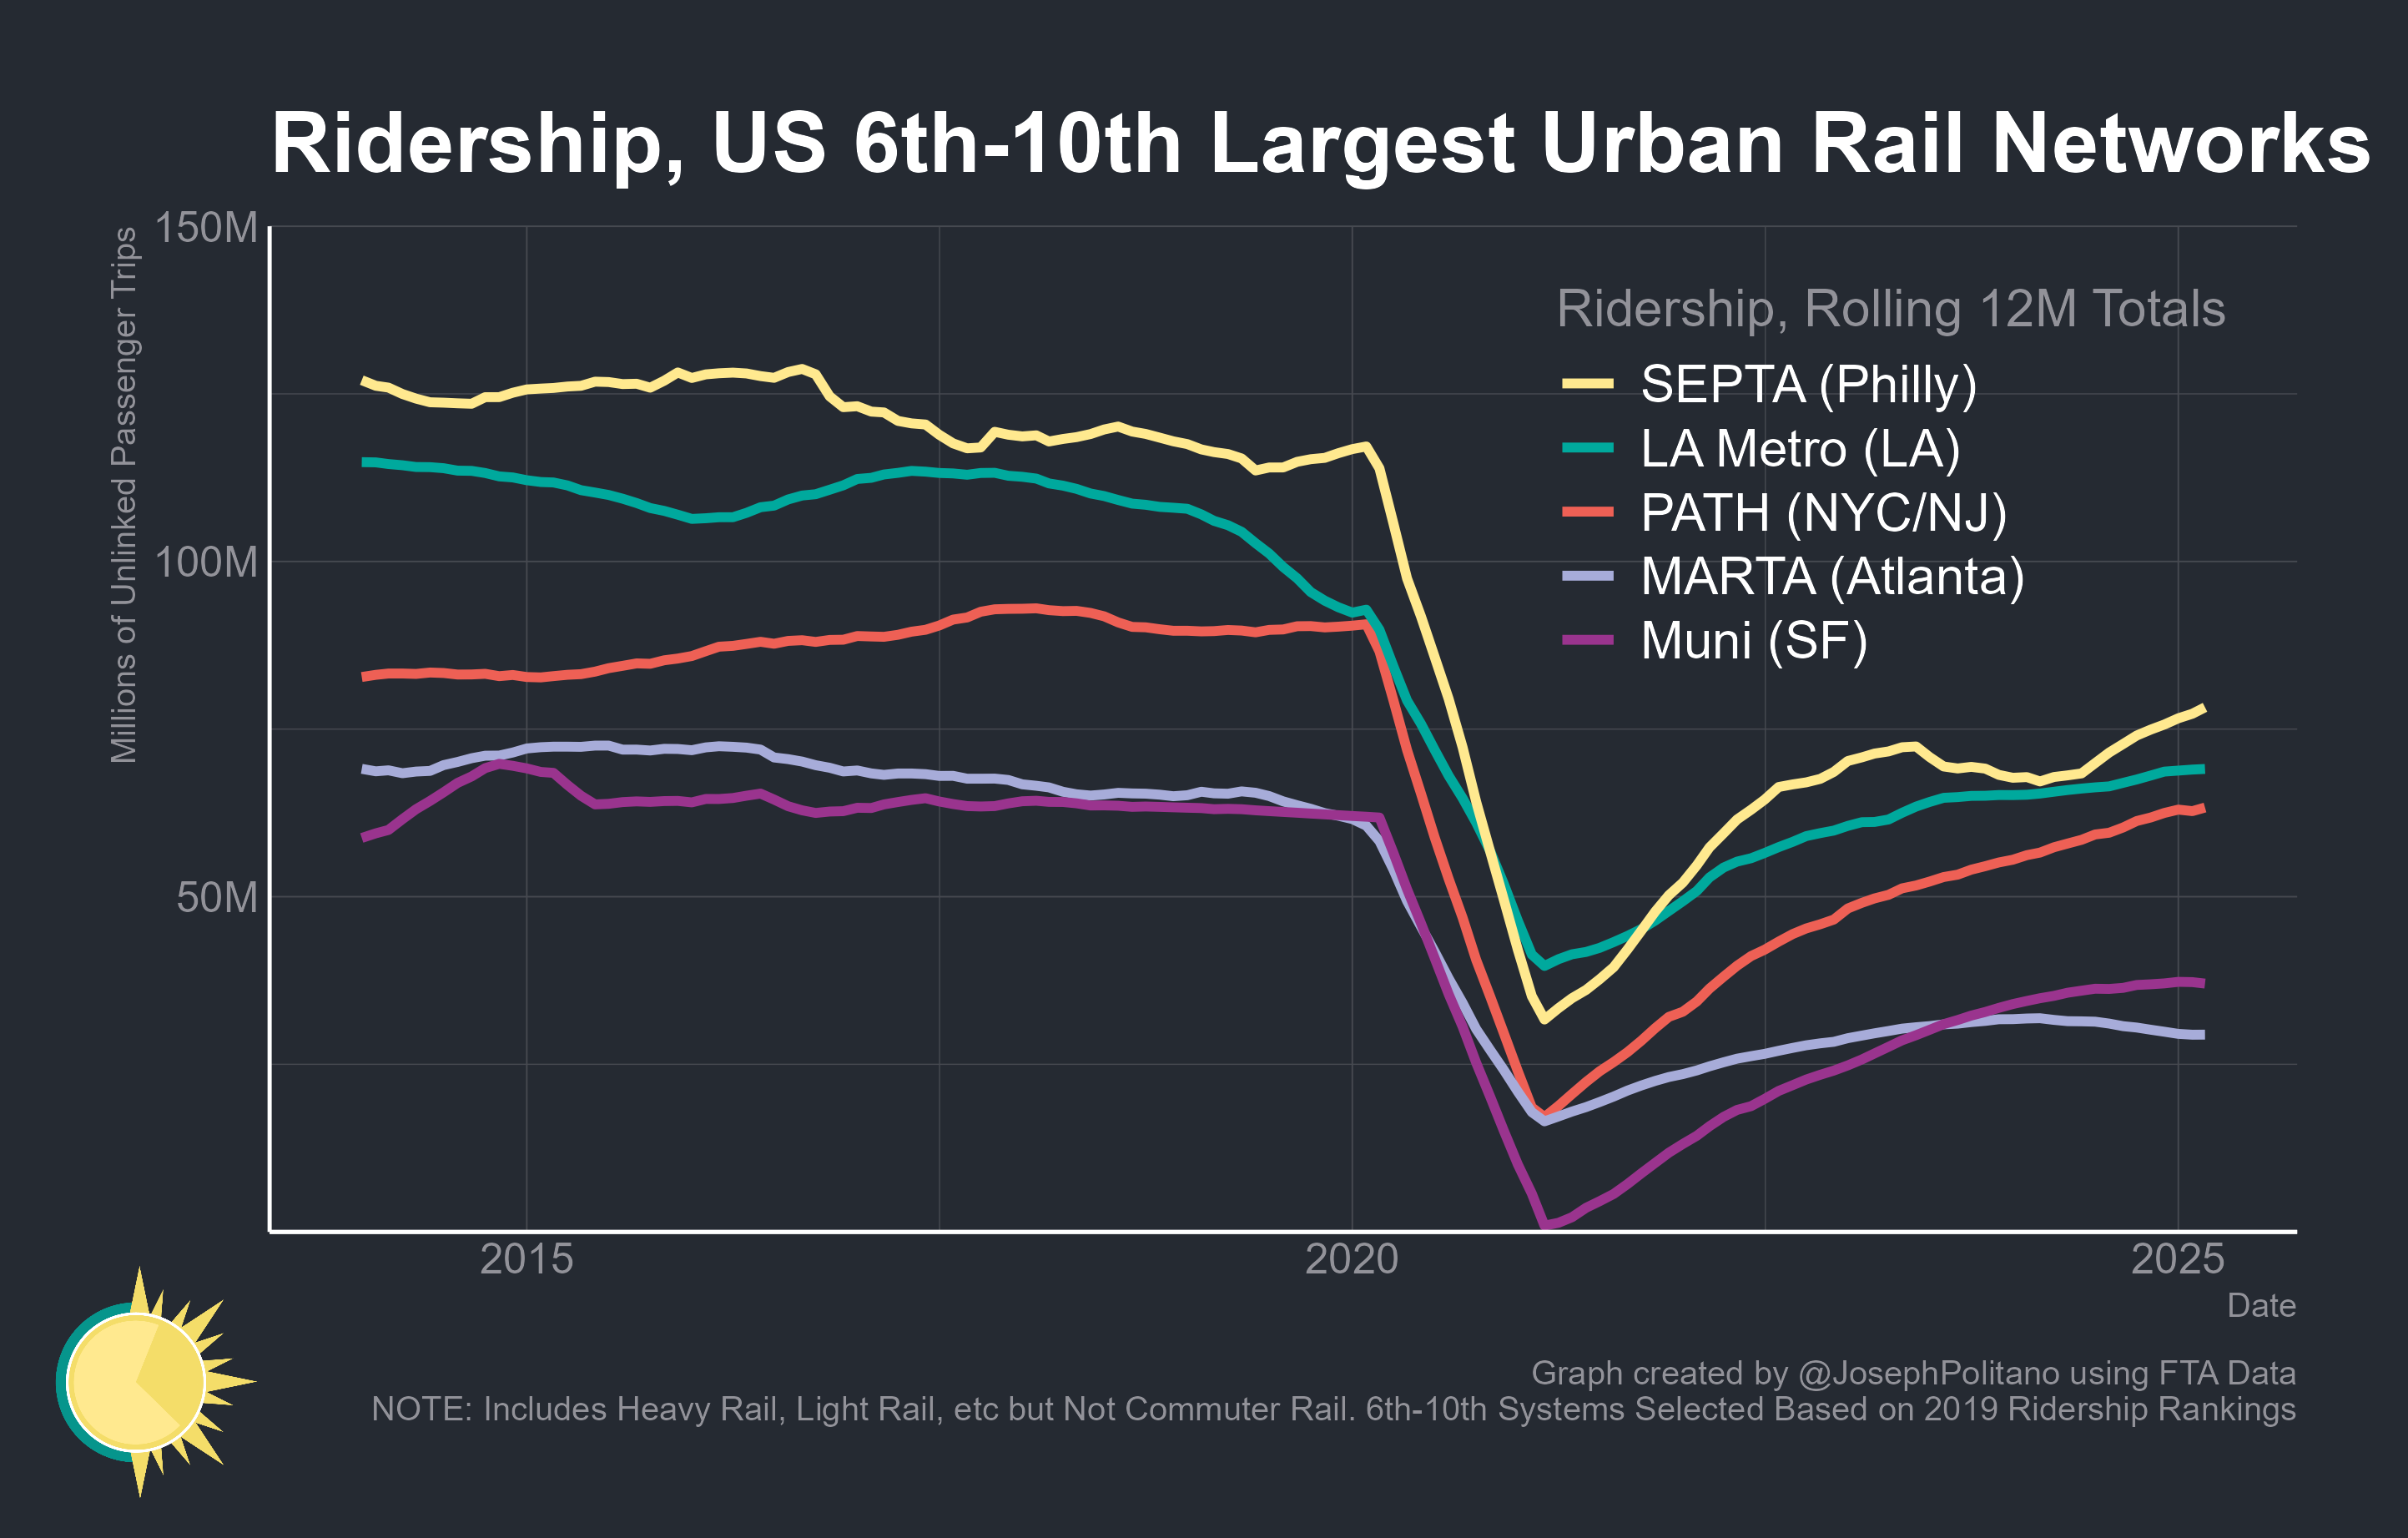 Ridership, US 6th-10th Largest Urban Rail Networks
Millions of Unlinked Passenger Trips
150M
100M
50M
Ridership, Rolling 12M Totals
SEPTA (Philly)
LA Metro (LA)
PATH (NYC/NJ)
MARTA (Atlanta)
Muni (SF)
2015
2020
2025
Date
Graph created by @JosephPolitano using FTA Data
NOTE: Includes Heavy Rail, Light Rail, etc but Not Commuter Rail. 6th-10th Systems Selected Based on 2019 Ridership Rankings